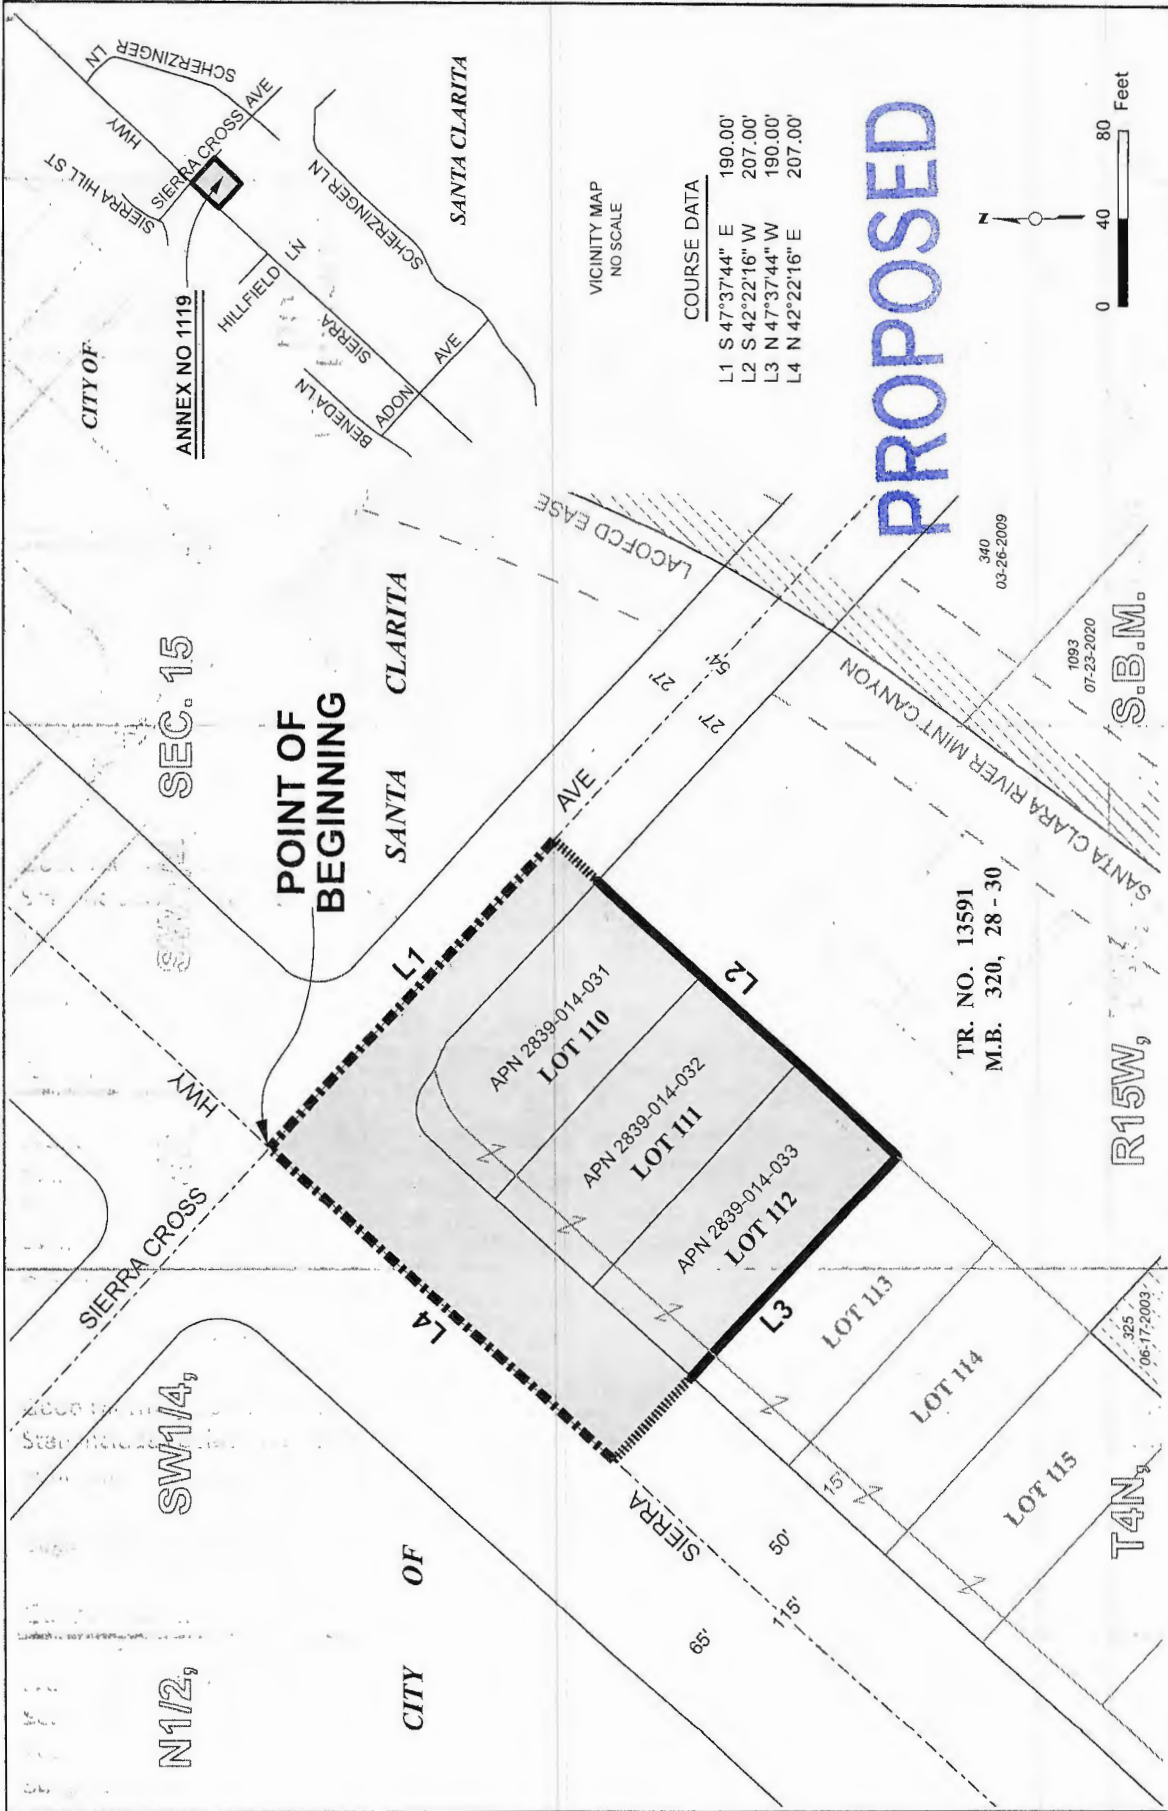 N1/2, SW1/4, SEC. 15
CITY OF SANTA CLARITA
POINT OF
BEGINNING
SIERRA CROSS AVE
SIERRA HWY
L1
L2
L3
L4
APN 2839-014-031
LOT 110
APN 2839-014-032
LOT 111
APN 2839-014-033
LOT 112
LOT 113
LOT 114
LOT 115
65'
115'
50'
15'
27'
54'
27'
LACOFCD EASE
SANTA CLARA RIVER MINT CANYON
340
03-26-2009
1093
07-23-2020
325
06-17-2003
TR. NO. 13591
M.B. 320, 28 - 30
T4N, R15W, S.B.M.
CITY OF
SANTA CLARITA
ANNEX NO 1119
SCHERZINGER LN
HWY
SIERRA HILL ST
SIERRA CROSS AVE
HILLFIELD LN
SCHERZINGER LN
SIERRA
BENEDA LN
ADON AVE
VICINITY MAP
NO SCALE
COURSE DATA
L1 S 47°37'44" E 190.00'
L2 S 42°22'16" W 207.00'
L3 N 47°37'44" W 190.00'
L4 N 42°22'16" E 207.00'
PROPOSED
N
0 40 80
Feet